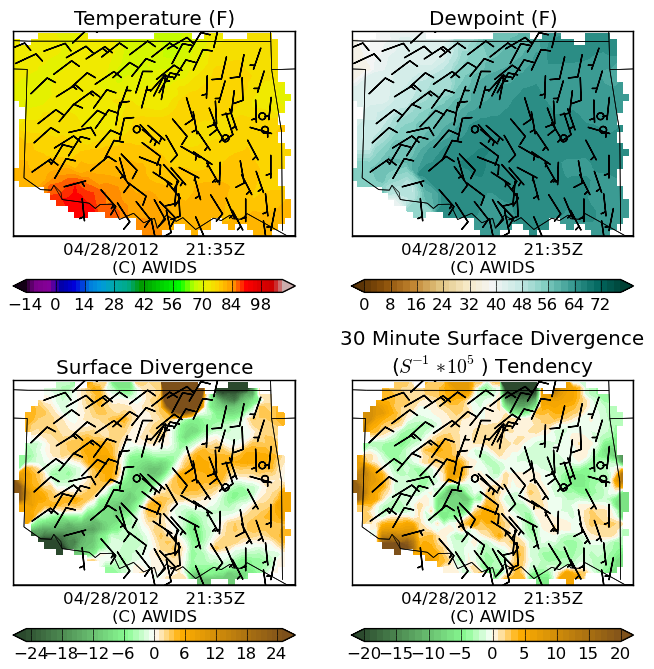 Temperature (F)
Dewpoint (F)
04/28/2012 21:35Z
(C) AWIDS
04/28/2012 21:35Z
(C) AWIDS
−14 0 14 28 42 56 70 84 98
0 8 16 24 32 40 48 56 64 72
Surface Divergence
30 Minute Surface Divergence
(S⁻¹ *10⁵ ) Tendency
04/28/2012 21:35Z
(C) AWIDS
04/28/2012 21:35Z
(C) AWIDS
−24 −18 −12 −6 0 6 12 18 24
−20 −15 −10 −5 0 5 10 15 20